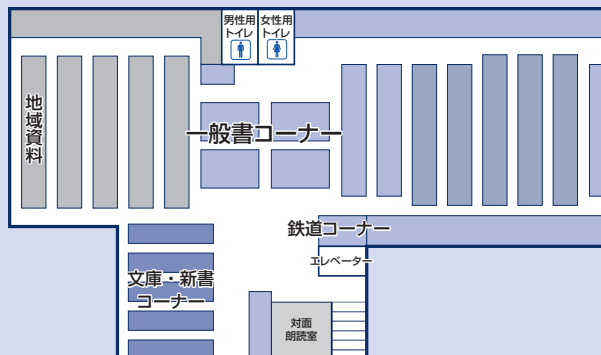 男性用
トイレ
女性用
トイレ
地域資料
一般書コーナー
鉄道コーナー
エレベーター
文庫・新書
コーナー
対面
朗読室